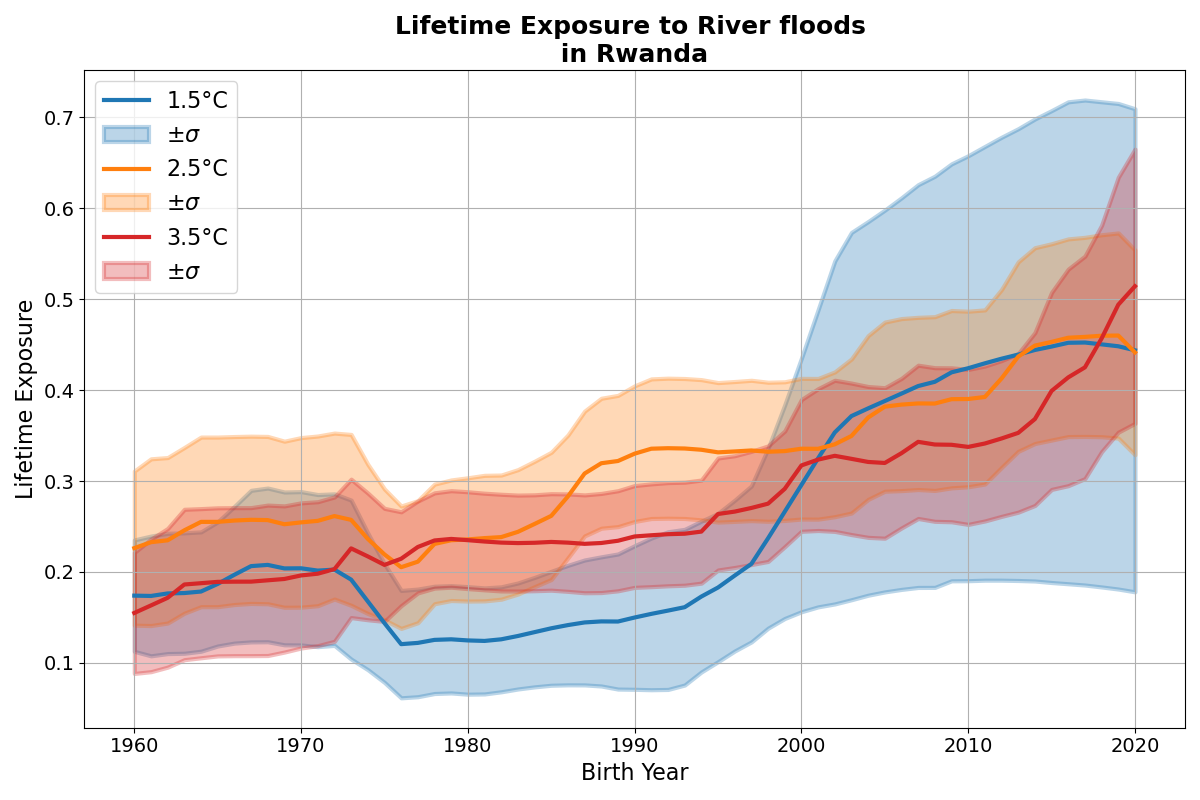 Lifetime Exposure to River floods
in Rwanda
1.5°C
±σ
2.5°C
±σ
3.5°C
±σ
Lifetime Exposure
0.7
0.6
0.5
0.4
0.3
0.2
0.1
1960 1970 1980 1990 2000 2010 2020
Birth Year